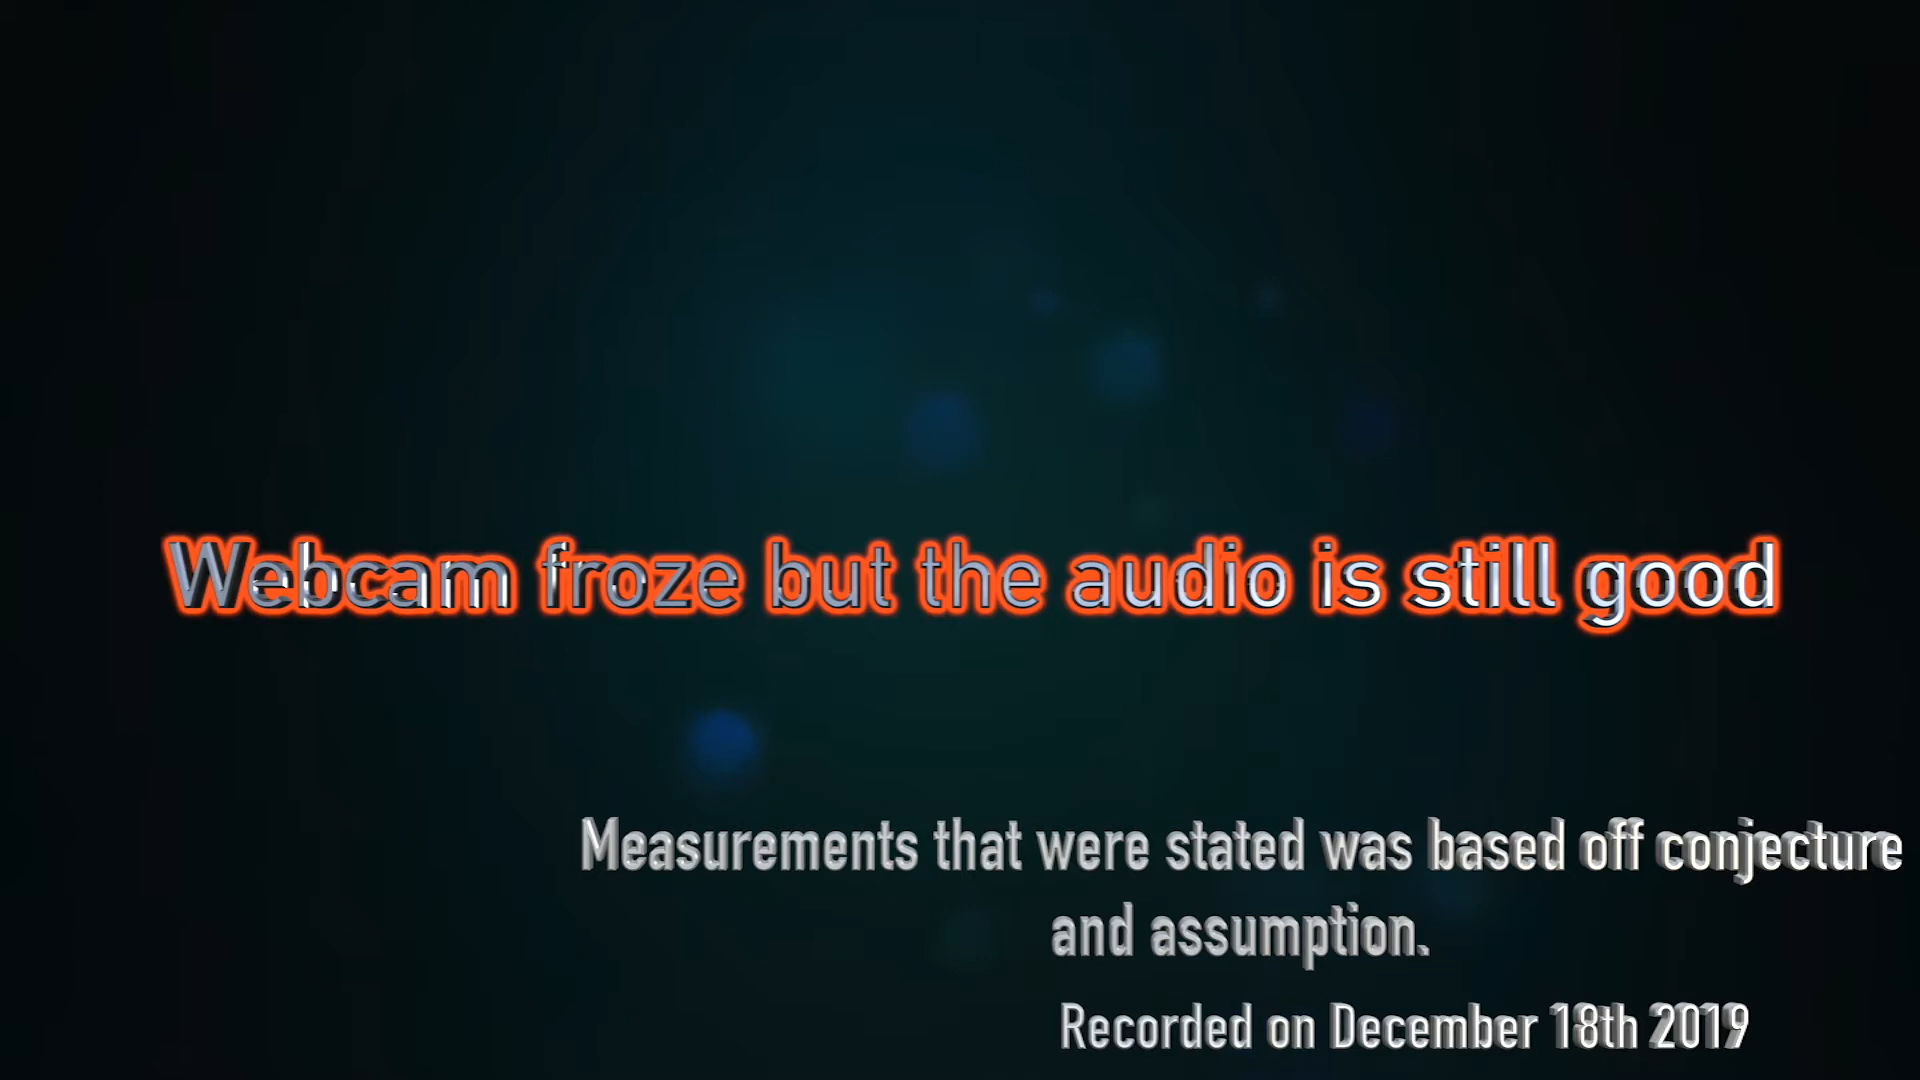 Webcam froze but the audio is still good
Measurements that were stated was based off conjecture
and assumption.
Recorded on December 18th 2019